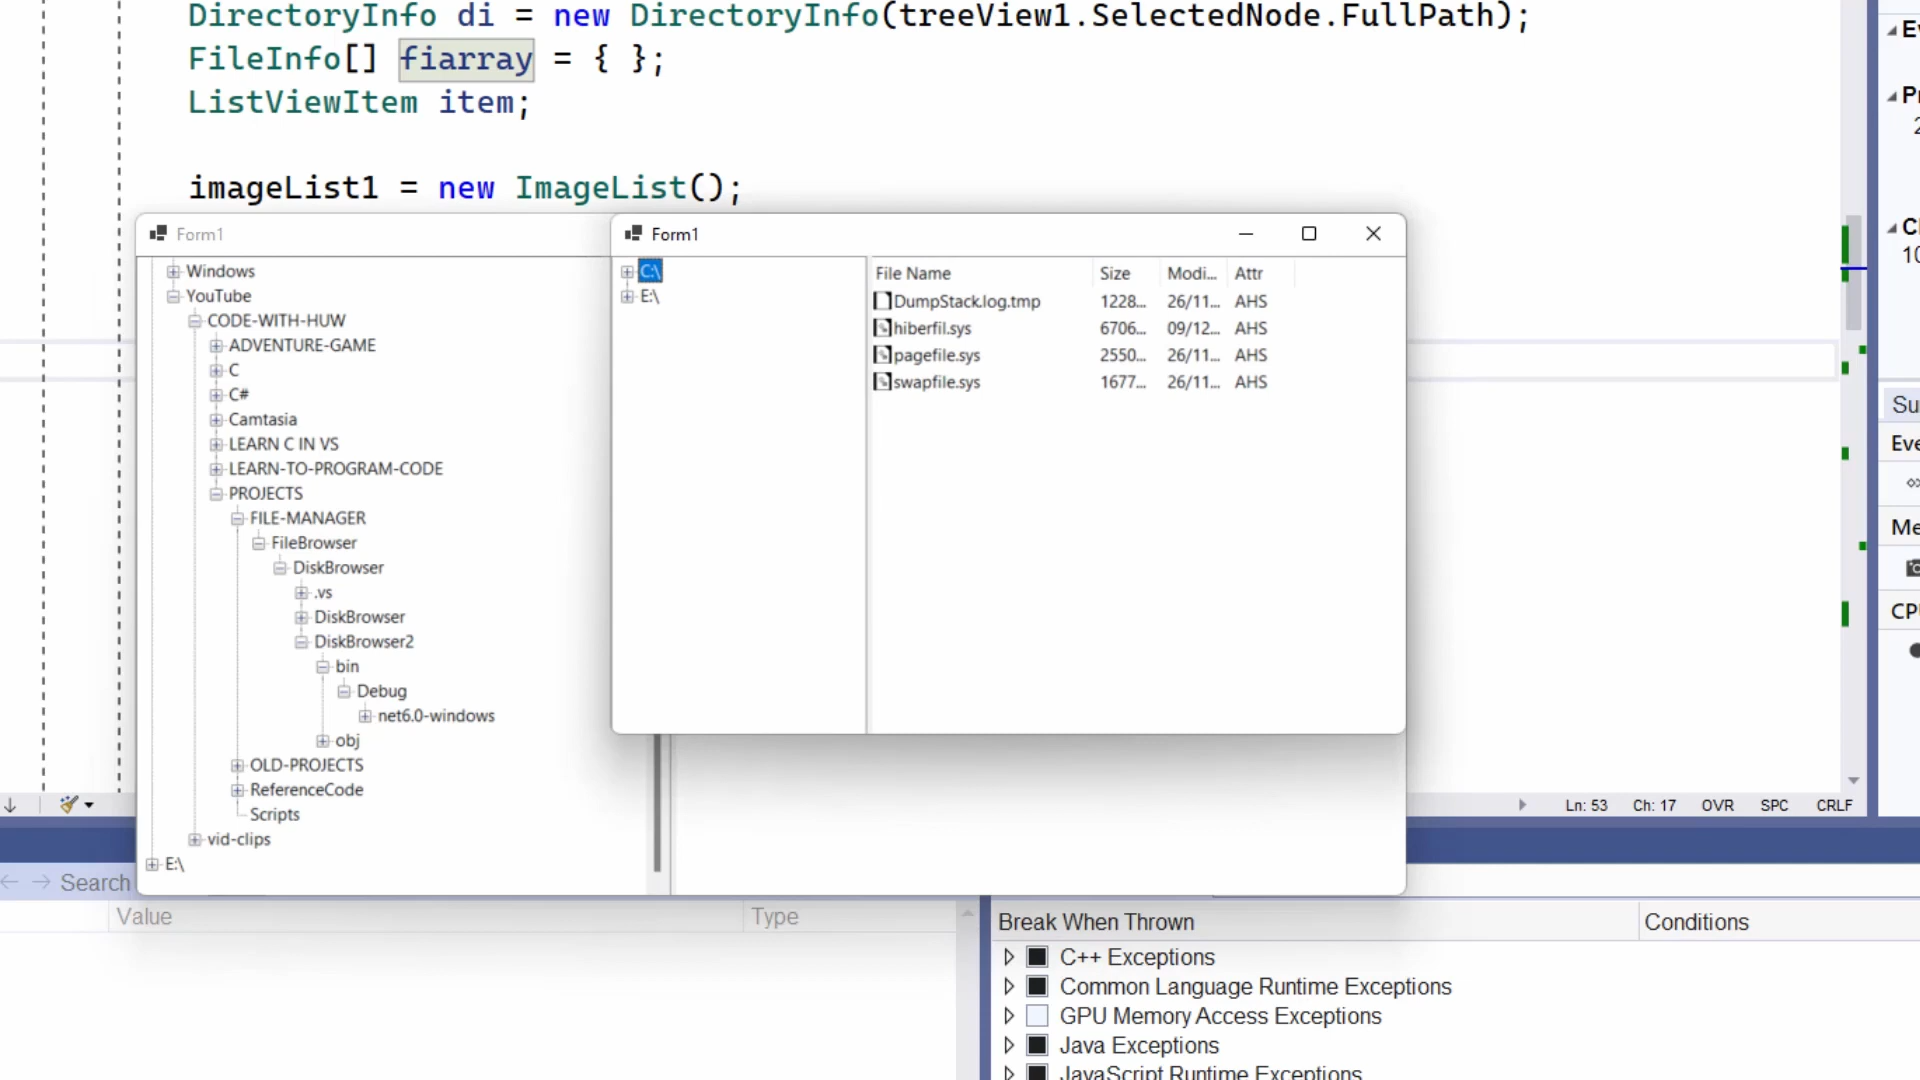 DirectoryInfo di = new DirectoryInfo(treeView1.SelectedNode.FullPath);
FileInfo[] fiarray = { };
ListViewItem item;
imageList1 = new ImageList();
Form1
Windows
YouTube
CODE-WITH-HUW
ADVENTURE-GAME
C
C#
Camtasia
LEARN C IN VS
LEARN-TO-PROGRAM-CODE
PROJECTS
FILE-MANAGER
FileBrowser
DiskBrowser
.vs
DiskBrowser
DiskBrowser2
bin
Debug
net6.0-windows
obj
OLD-PROJECTS
ReferenceCode
Scripts
vid-clips
E:\
Form1
C:\
E:\
File Name Size Modi... Attr
DumpStack.log.tmp 1228... 26/11... AHS
hiberfil.sys 6706... 09/12... AHS
pagefile.sys 2550... 26/11... AHS
swapfile.sys 1677... 26/11... AHS
Ln: 53 Ch: 17 OVR SPC CRLF
Search
Value Type
Break When Thrown Conditions
C++ Exceptions
Common Language Runtime Exceptions
GPU Memory Access Exceptions
Java Exceptions
JavaScript Runtime Exceptions